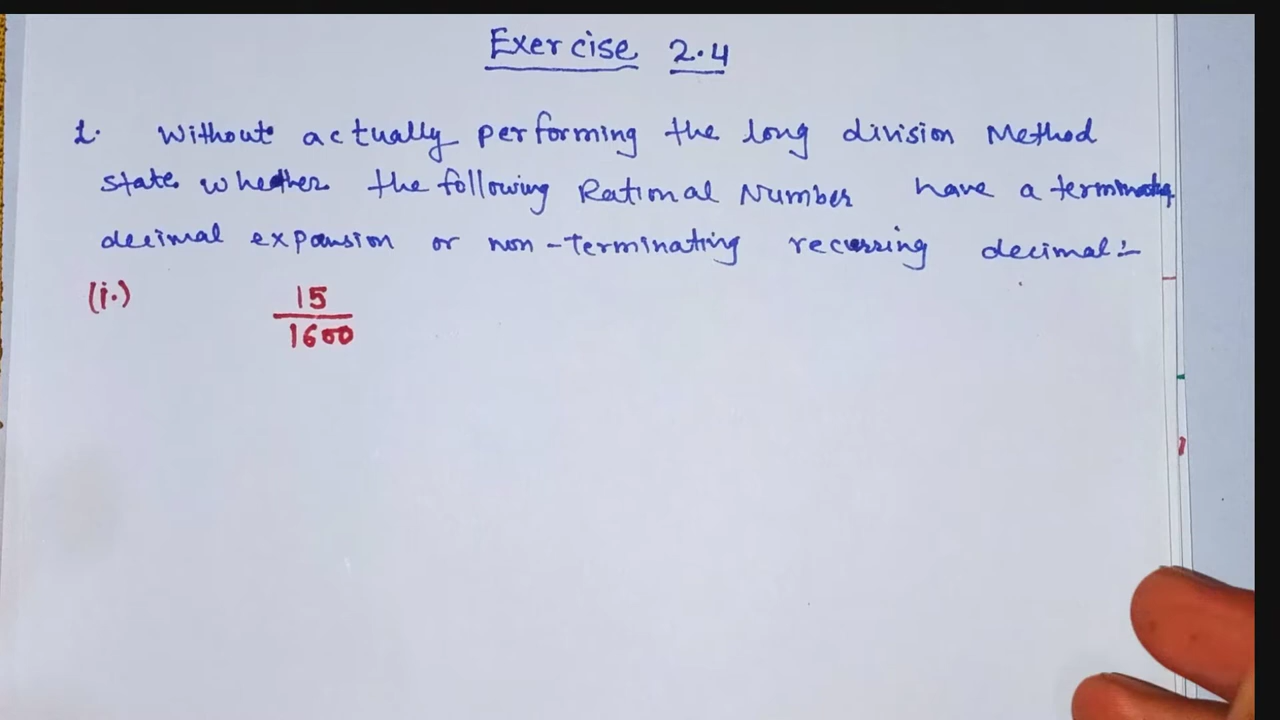 Exercise 2.4
1. Without actually performing the long division Method
state whether the following Rational Number have a terminating
decimal expansion or non-terminating recurring decimal:-
(i.) 15
1600